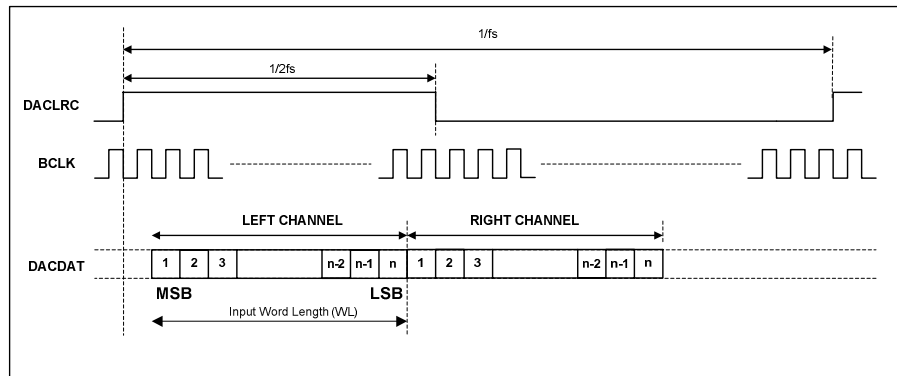 1/fs
1/2fs
DACLRC
BCLK
LEFT CHANNEL RIGHT CHANNEL
DACDAT 1 2 3 n-2 n-1 n 1 2 3 n-2 n-1 n
MSB LSB
Input Word Length (WL)